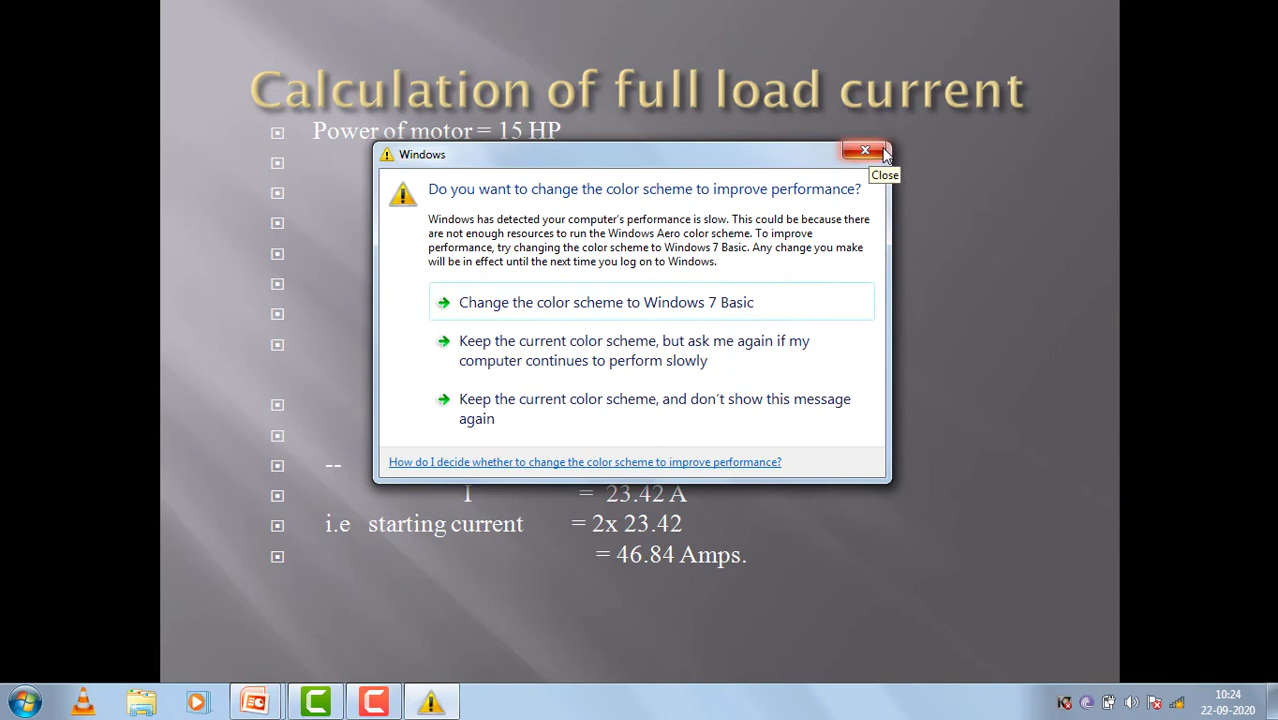 Calculation of full load current
Power of motor = 15 HP
Windows
Close
Do you want to change the color scheme to improve performance?
Windows has detected your computer's performance is slow. This could be because there
are not enough resources to run the Windows Aero color scheme. To improve
performance, try changing the color scheme to Windows 7 Basic. Any change you make
will be in effect until the next time you log on to Windows.
Change the color scheme to Windows 7 Basic
Keep the current color scheme, but ask me again if my
computer continues to perform slowly
Keep the current color scheme, and don't show this message
again
How do I decide whether to change the color scheme to improve performance?
--
I = 23.42 A
i.e starting current = 2x 23.42
= 46.84 Amps.
10:24
22-09-2020